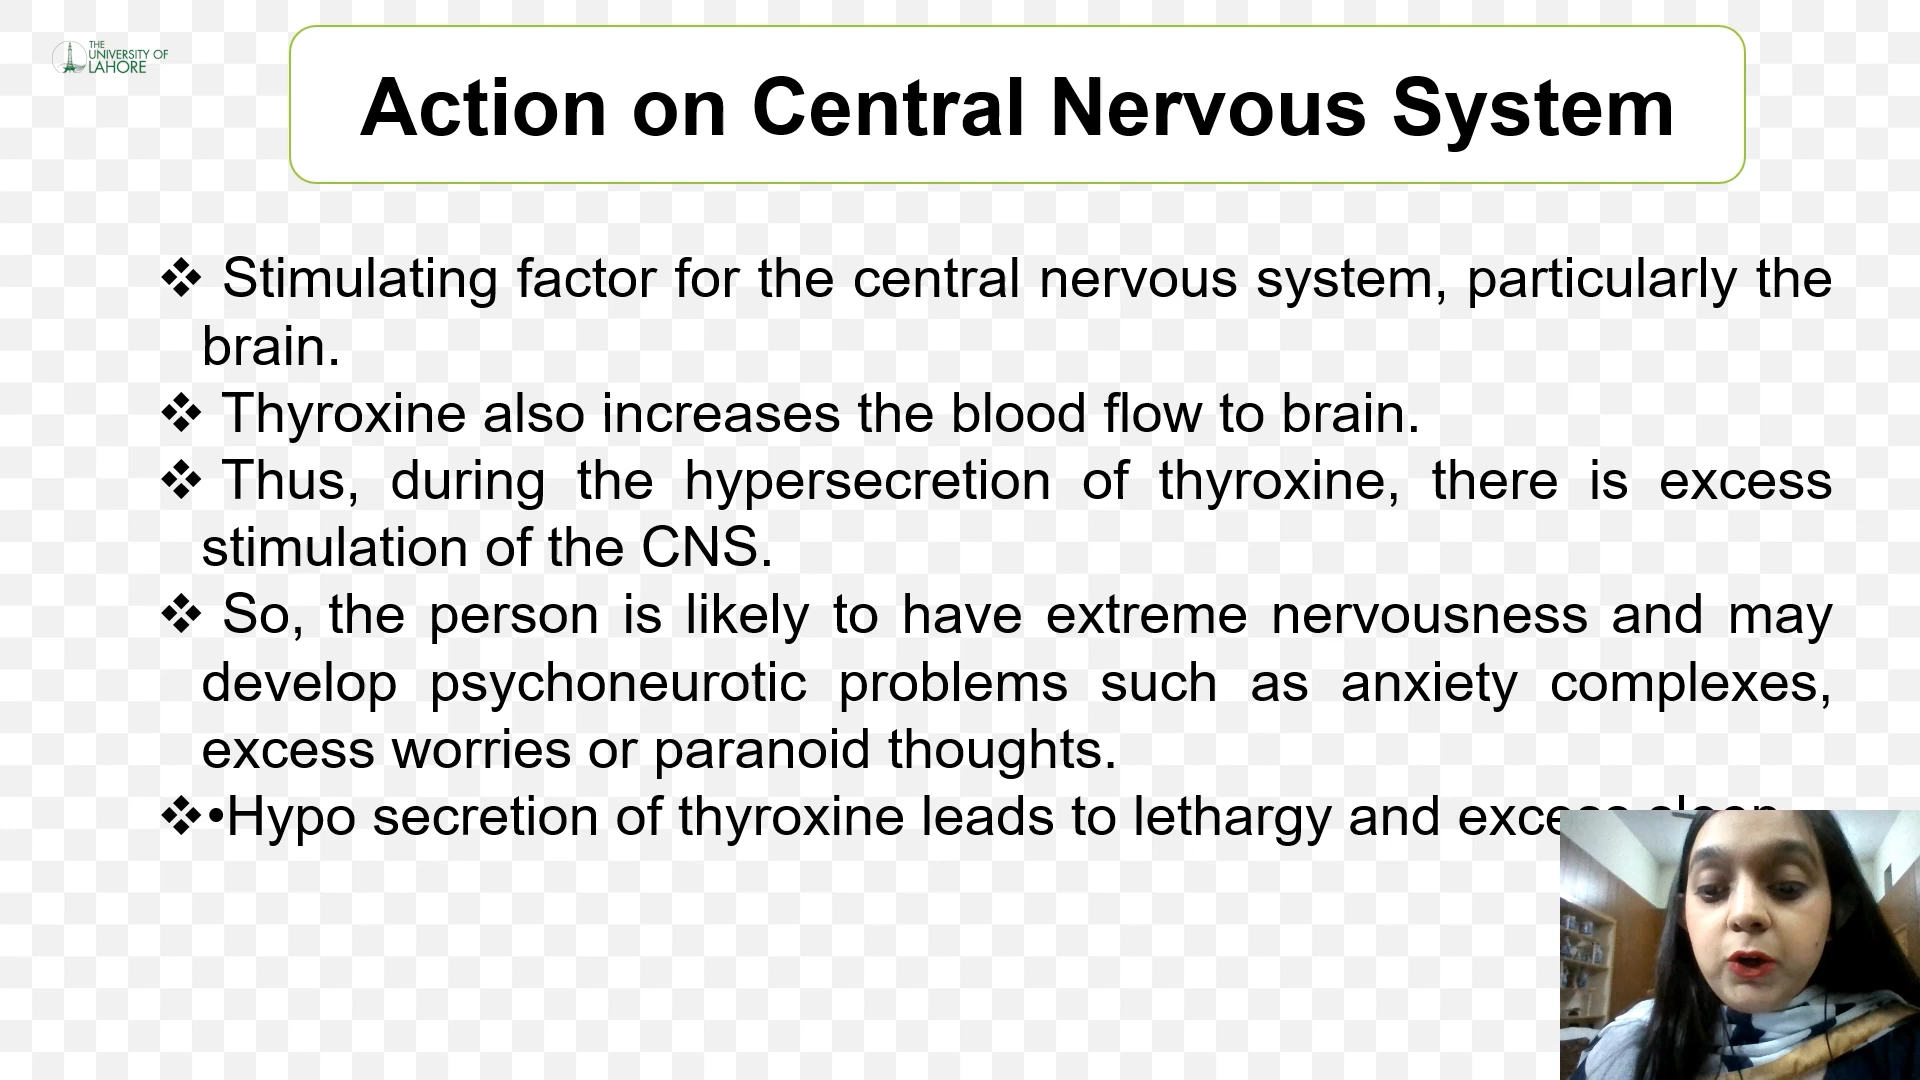 THE
UNIVERSITY OF
LAHORE
Action on Central Nervous System
❖ Stimulating factor for the central nervous system, particularly the
brain.
❖ Thyroxine also increases the blood flow to brain.
❖ Thus, during the hypersecretion of thyroxine, there is excess
stimulation of the CNS.
❖ So, the person is likely to have extreme nervousness and may
develop psychoneurotic problems such as anxiety complexes,
excess worries or paranoid thoughts.
❖•Hypo secretion of thyroxine leads to lethargy and excess sleep